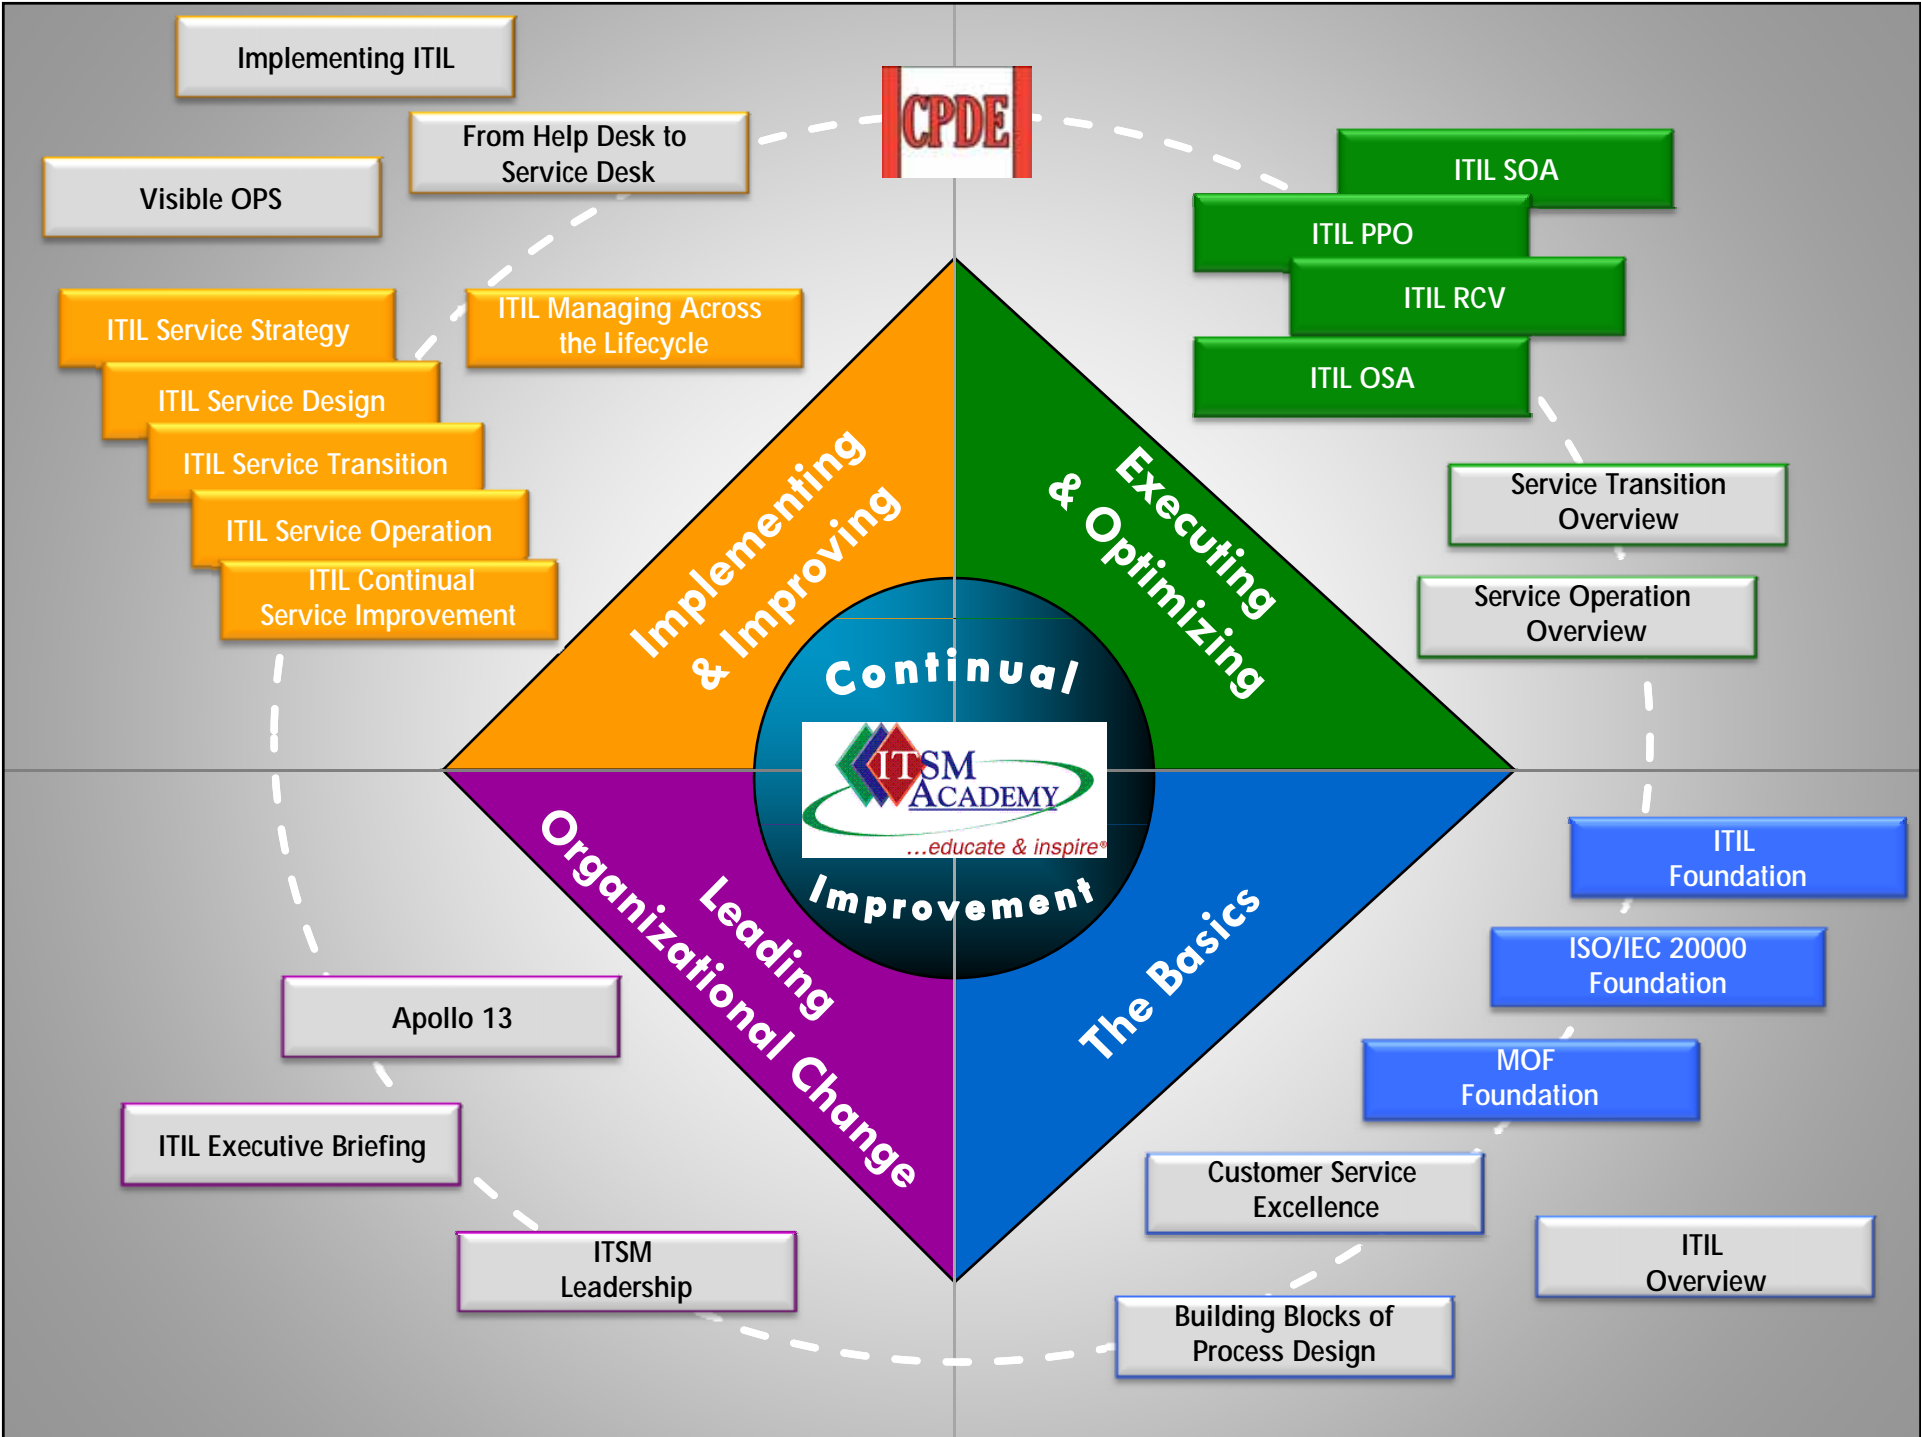 Implementing ITIL
From Help Desk to
Service Desk
Visible OPS
ITIL Service Strategy
ITIL Managing Across
the Lifecycle
ITIL Service Design
ITIL Service Transition
ITIL Service Operation
ITIL Continual
Service Improvement
CPDE
ITIL SOA
ITIL PPO
ITIL RCV
ITIL OSA
Service Transition
Overview
Service Operation
Overview
Implementing
& Improving
Executing
& Optimizing
Continual
ITSM
ACADEMY
...educate & inspire®
Improvement
Leading
Organizational Change
The Basics
ITIL
Foundation
ISO/IEC 20000
Foundation
MOF
Foundation
Customer Service
Excellence
ITIL
Overview
Building Blocks of
Process Design
Apollo 13
ITIL Executive Briefing
ITSM
Leadership